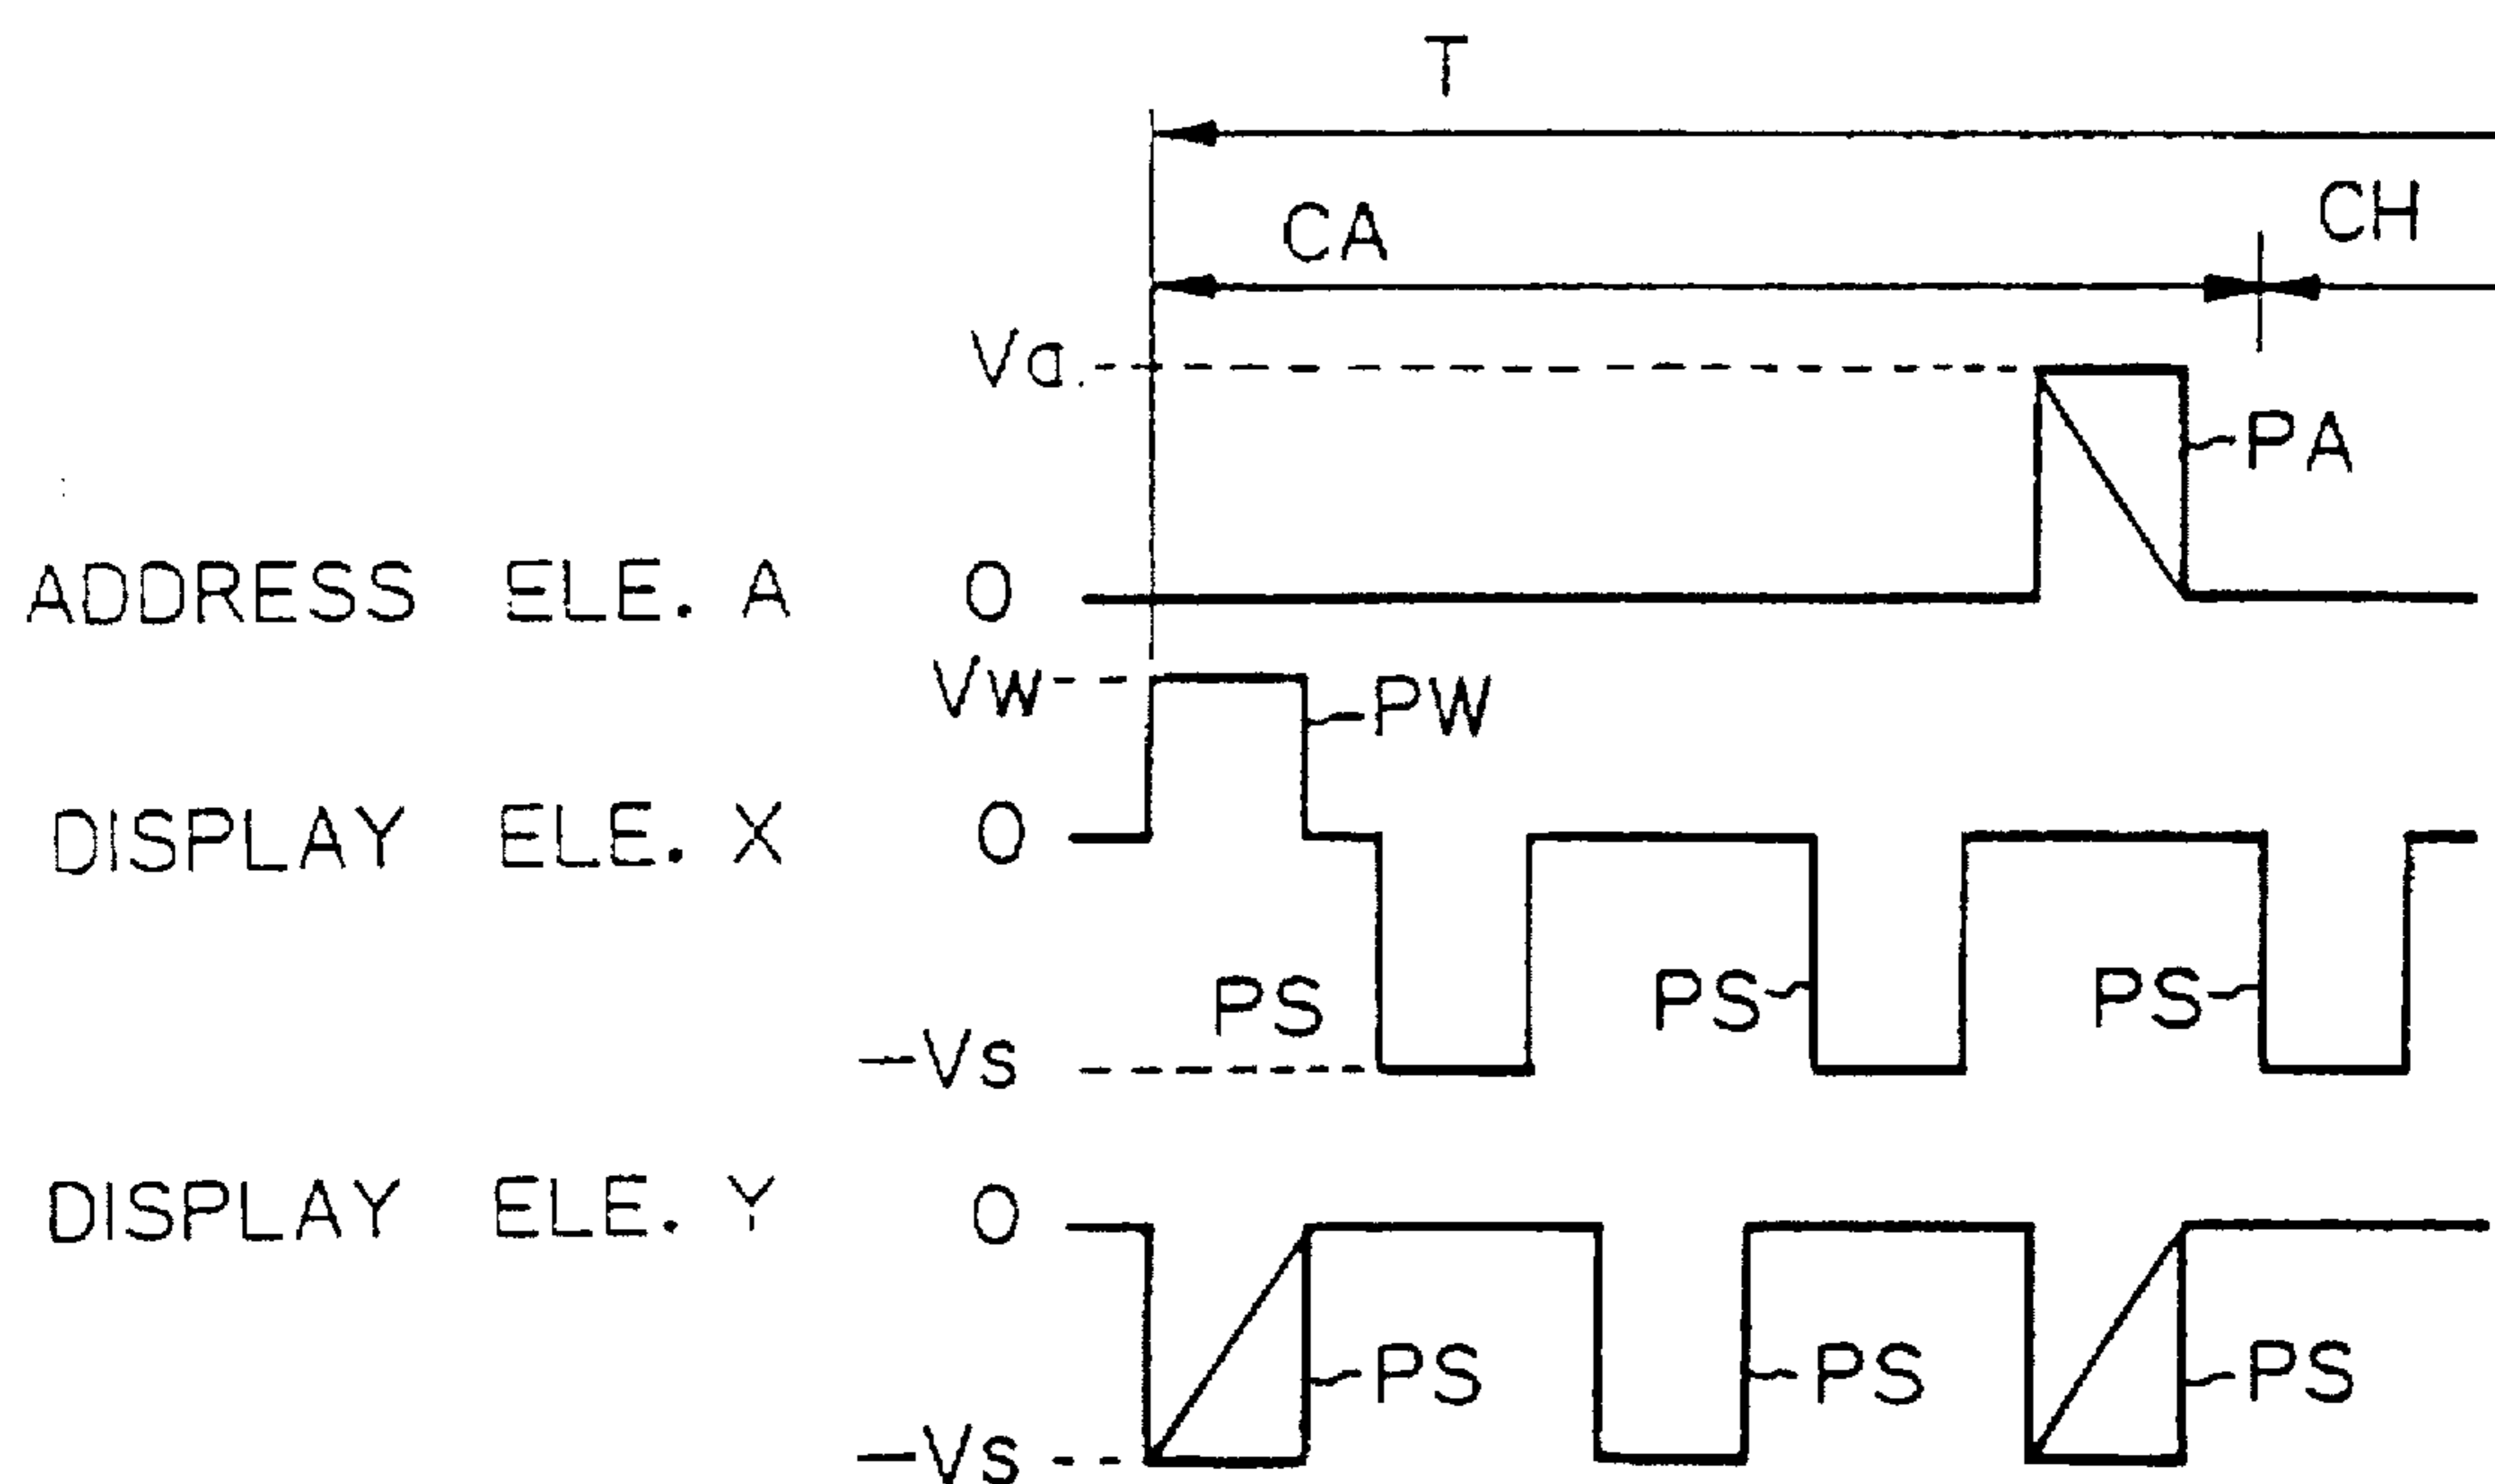 T
CA
CH
Va
PA
ADDRESS ELE. A 0
Vw
PW
DISPLAY ELE. X 0
PS
PS
PS
-Vs
DISPLAY ELE. Y 0
PS
PS
PS
-Vs